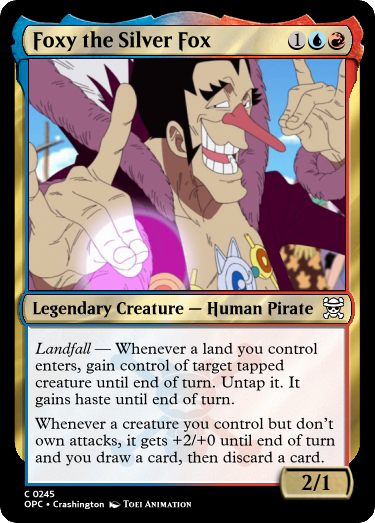 Foxy the Silver Fox 1
Legendary Creature — Human Pirate
Landfall — Whenever a land you control
enters, gain control of target tapped
creature until end of turn. Untap it. It
gains haste until end of turn.
Whenever a creature you control but don't
own attacks, it gets +2/+0 until end of turn
and you draw a card, then discard a card.
2/1
C 0245
OPC • Crashington TOEI ANIMATION